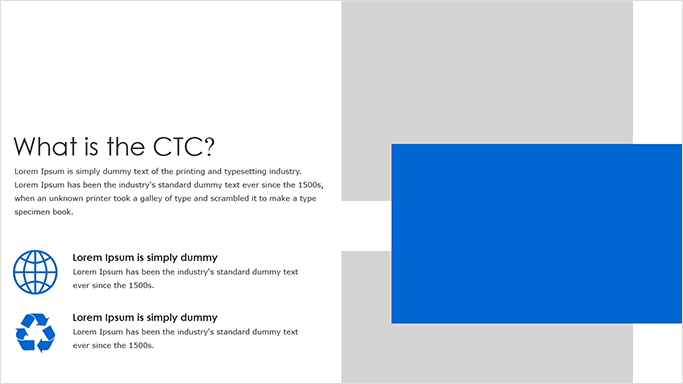 What is the CTC?
Lorem Ipsum is simply dummy text of the printing and typesetting industry.
Lorem Ipsum has been the industry's standard dummy text ever since the 1500s,
when an unknown printer took a galley of type and scrambled it to make a type
specimen book.
Lorem Ipsum is simply dummy
Lorem Ipsum has been the industry's standard dummy text
ever since the 1500s.
Lorem Ipsum is simply dummy
Lorem Ipsum has been the industry's standard dummy text
ever since the 1500s.